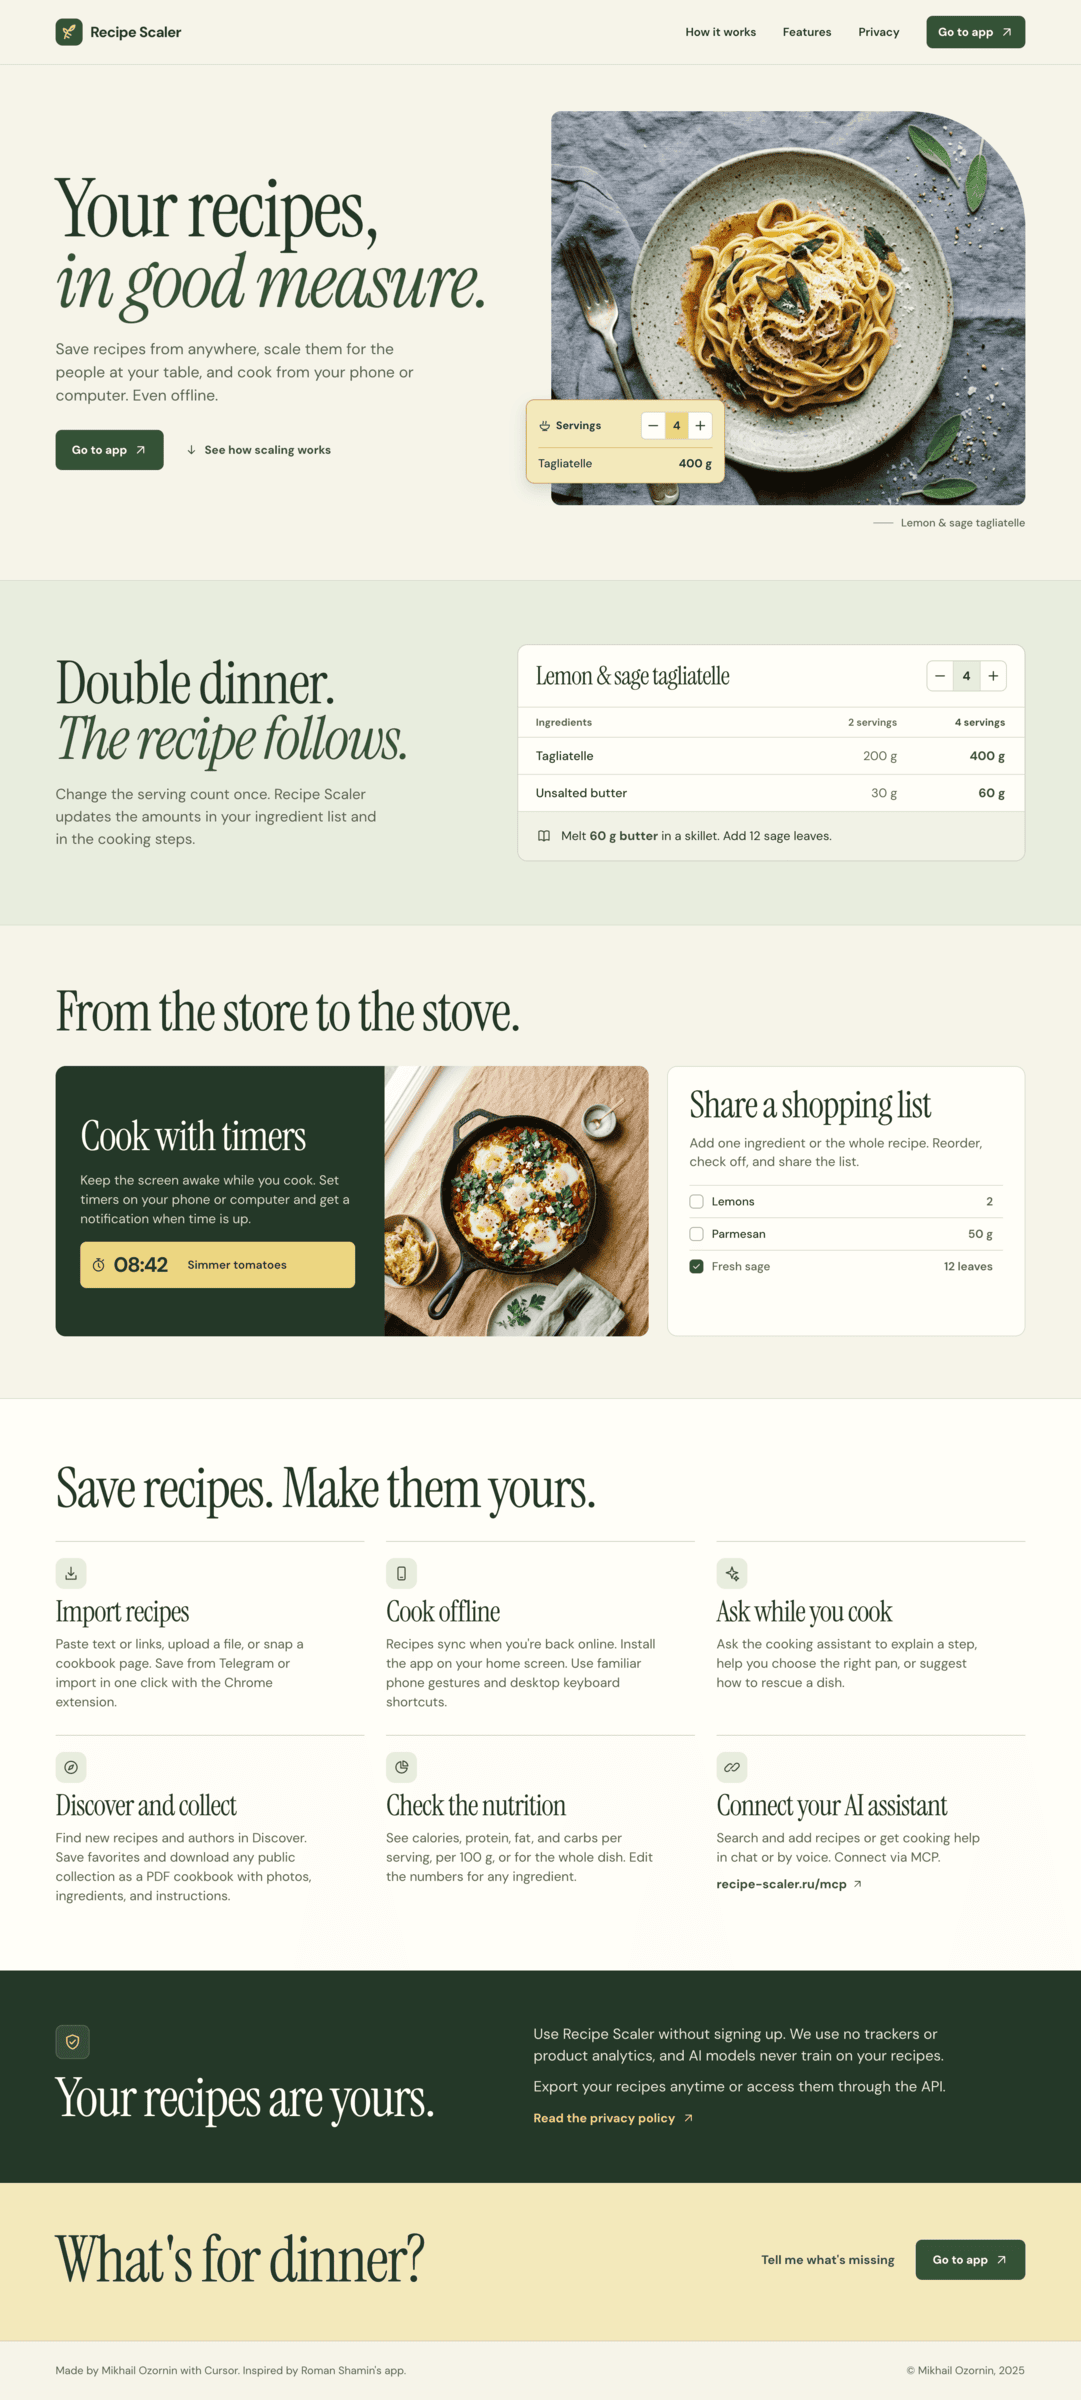 Recipe Scaler
How it works
Features
Privacy
Go to app
Your recipes,
in good measure.
Save recipes from anywhere, scale them for the
people at your table, and cook from your phone or
computer. Even offline.
Go to app
See how scaling works
Servings
4
Tagliatelle
400 g
Lemon & sage tagliatelle
Double dinner.
The recipe follows.
Change the serving count once. Recipe Scaler
updates the amounts in your ingredient list and
in the cooking steps.
Lemon & sage tagliatelle
4
Ingredients 2 servings 4 servings
Tagliatelle 200 g 400 g
Unsalted butter 30 g 60 g
Melt 60 g butter in a skillet. Add 12 sage leaves.
From the store to the stove.
Cook with timers
Keep the screen awake while you cook. Set
timers on your phone or computer and get a
notification when time is up.
08:42 Simmer tomatoes
Share a shopping list
Add one ingredient or the whole recipe. Reorder,
check off, and share the list.
Lemons 2
Parmesan 50 g
Fresh sage 12 leaves
Save recipes. Make them yours.
Import recipes
Paste text or links, upload a file, or snap a
cookbook page. Save from Telegram or
import in one click with the Chrome
extension.
Cook offline
Recipes sync when you're back online. Install
the app on your home screen. Use familiar
phone gestures and desktop keyboard
shortcuts.
Ask while you cook
Ask the cooking assistant to explain a step,
help you choose the right pan, or suggest
how to rescue a dish.
Discover and collect
Find new recipes and authors in Discover.
Save favorites and download any public
collection as a PDF cookbook with photos,
ingredients, and instructions.
Check the nutrition
See calories, protein, fat, and carbs per
serving, per 100 g, or for the whole dish. Edit
the numbers for any ingredient.
Connect your AI assistant
Search and add recipes or get cooking help
in chat or by voice. Connect via MCP.
recipe-scaler.ru/mcp
Your recipes are yours.
Use Recipe Scaler without signing up. We use no trackers or
product analytics, and AI models never train on your recipes.
Export your recipes anytime or access them through the API.
Read the privacy policy
What's for dinner?
Tell me what's missing
Go to app
Made by Mikhail Ozornin with Cursor. Inspired by Roman Shamin's app.
© Mikhail Ozornin, 2025